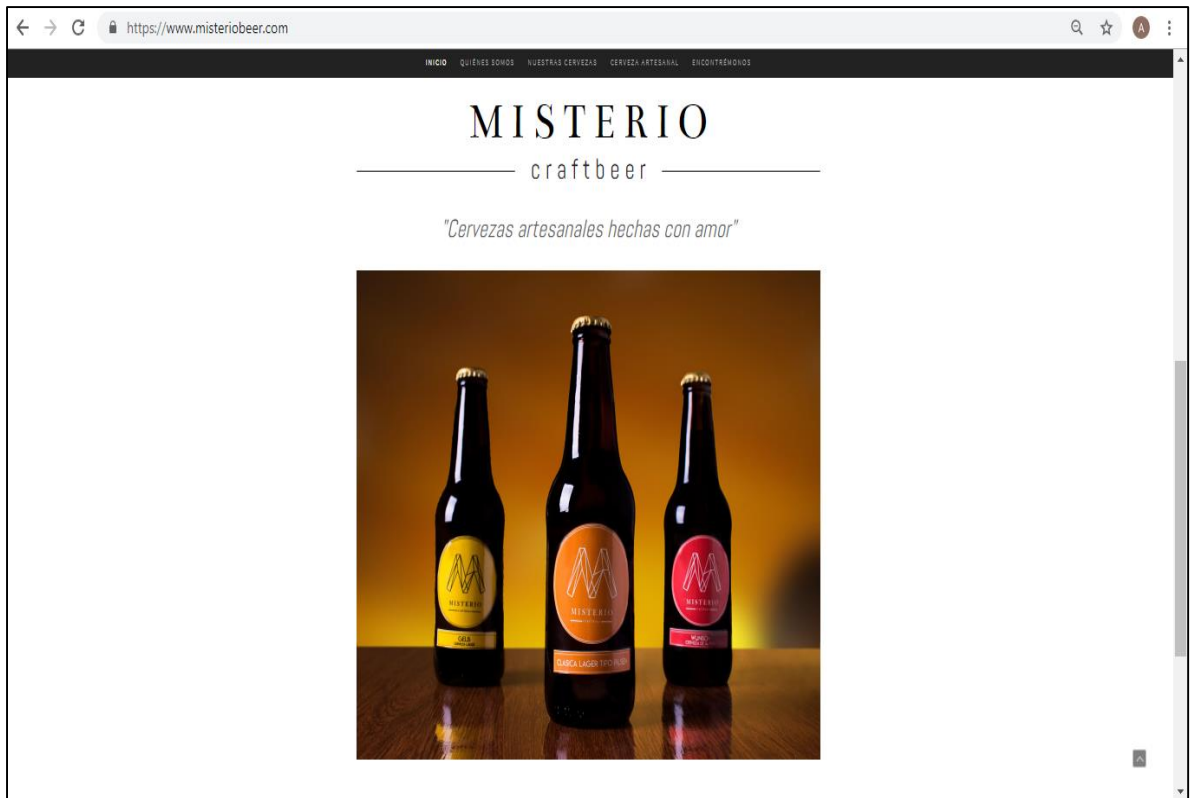 https://www.misteriobeer.com
A
INICIO QUIÉNES SOMOS NUESTRAS CERVEZAS CERVEZA ARTESANAL ENCONTRÉMONOS
MISTERIO
craftbeer
"Cervezas artesanales hechas con amor"
MISTERIO
GELB
MISTERIO
CLASICA LAGER TIPO
MISTERIO